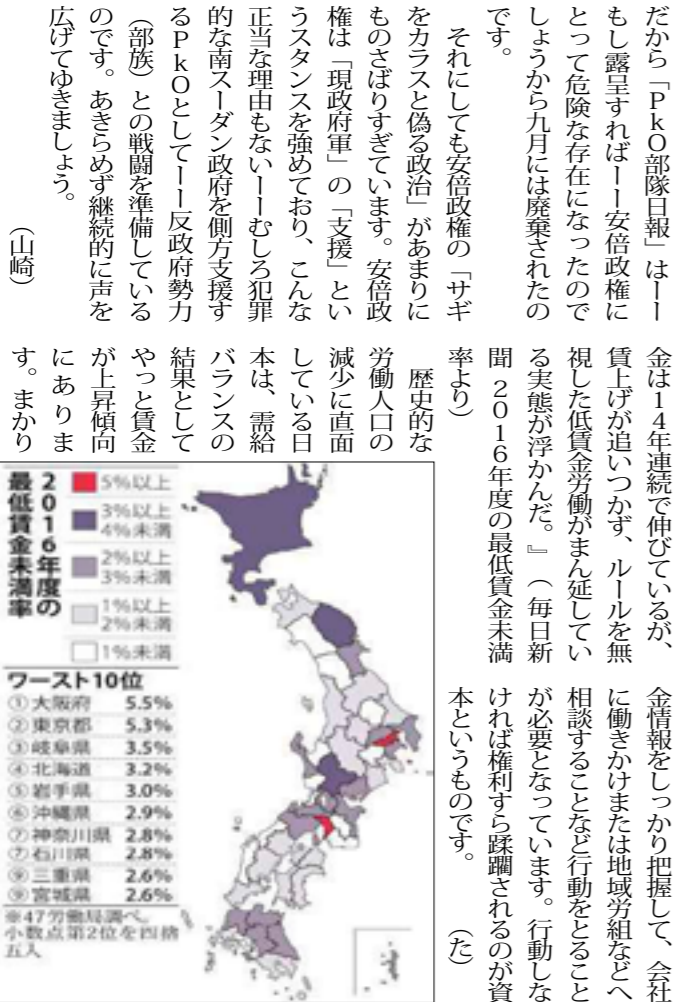 だから「PkO部隊日報」はーー
もし露呈すればーー安倍政権に
とって危険な存在になったので
しょうから九月には廃棄されたの
です。
それにしても安倍政権の「サギ
をカラスと偽る政治」があまりに
ものさばりすぎています。安倍政
権は「現政府軍」の「支援」とい
うスタンスを強めており、こんな
正当な理由もないーーむしろ犯罪
的な南スーダン政府を側方支援す
るPkOとしてーー反政府勢力
（部族）との戦闘を準備している
のです。あきらめず継続的に声を
広げてゆきましょう。
（山崎）
金は14年連続で伸びているが、
賃上げが追いつかず、ルールを無
視した低賃金労働がまん延してい
る実態が浮かんだ。』（毎日新
聞 2016年度の最低賃金未満
率より）
歴史的な
労働人口の
減少に直面
している日
本は、需給
バランスの
結果として
やっと賃金
が上昇傾向
にありま
す。まかり
2016年度の
最低賃金未満率
5%以上
3%以上
4%未満
2%以上
3%未満
1%以上
2%未満
1%未満
ワースト10位
①大阪府 5.5%
②東京都 5.3%
③岐阜県 3.5%
④北海道 3.2%
⑤岩手県 3.0%
⑥沖縄県 2.9%
⑦神奈川県 2.8%
⑦石川県 2.8%
⑨三重県 2.6%
⑨宮城県 2.6%
※47労働局調べ。
小数点第2位を四捨
五入
金情報をしっかり把握して、会社
に働きかけまたは地域労組などへ
相談することなど行動をとること
が必要となっています。行動しな
ければ権利すら蹂躙されるのが資
本というものです。
（た）